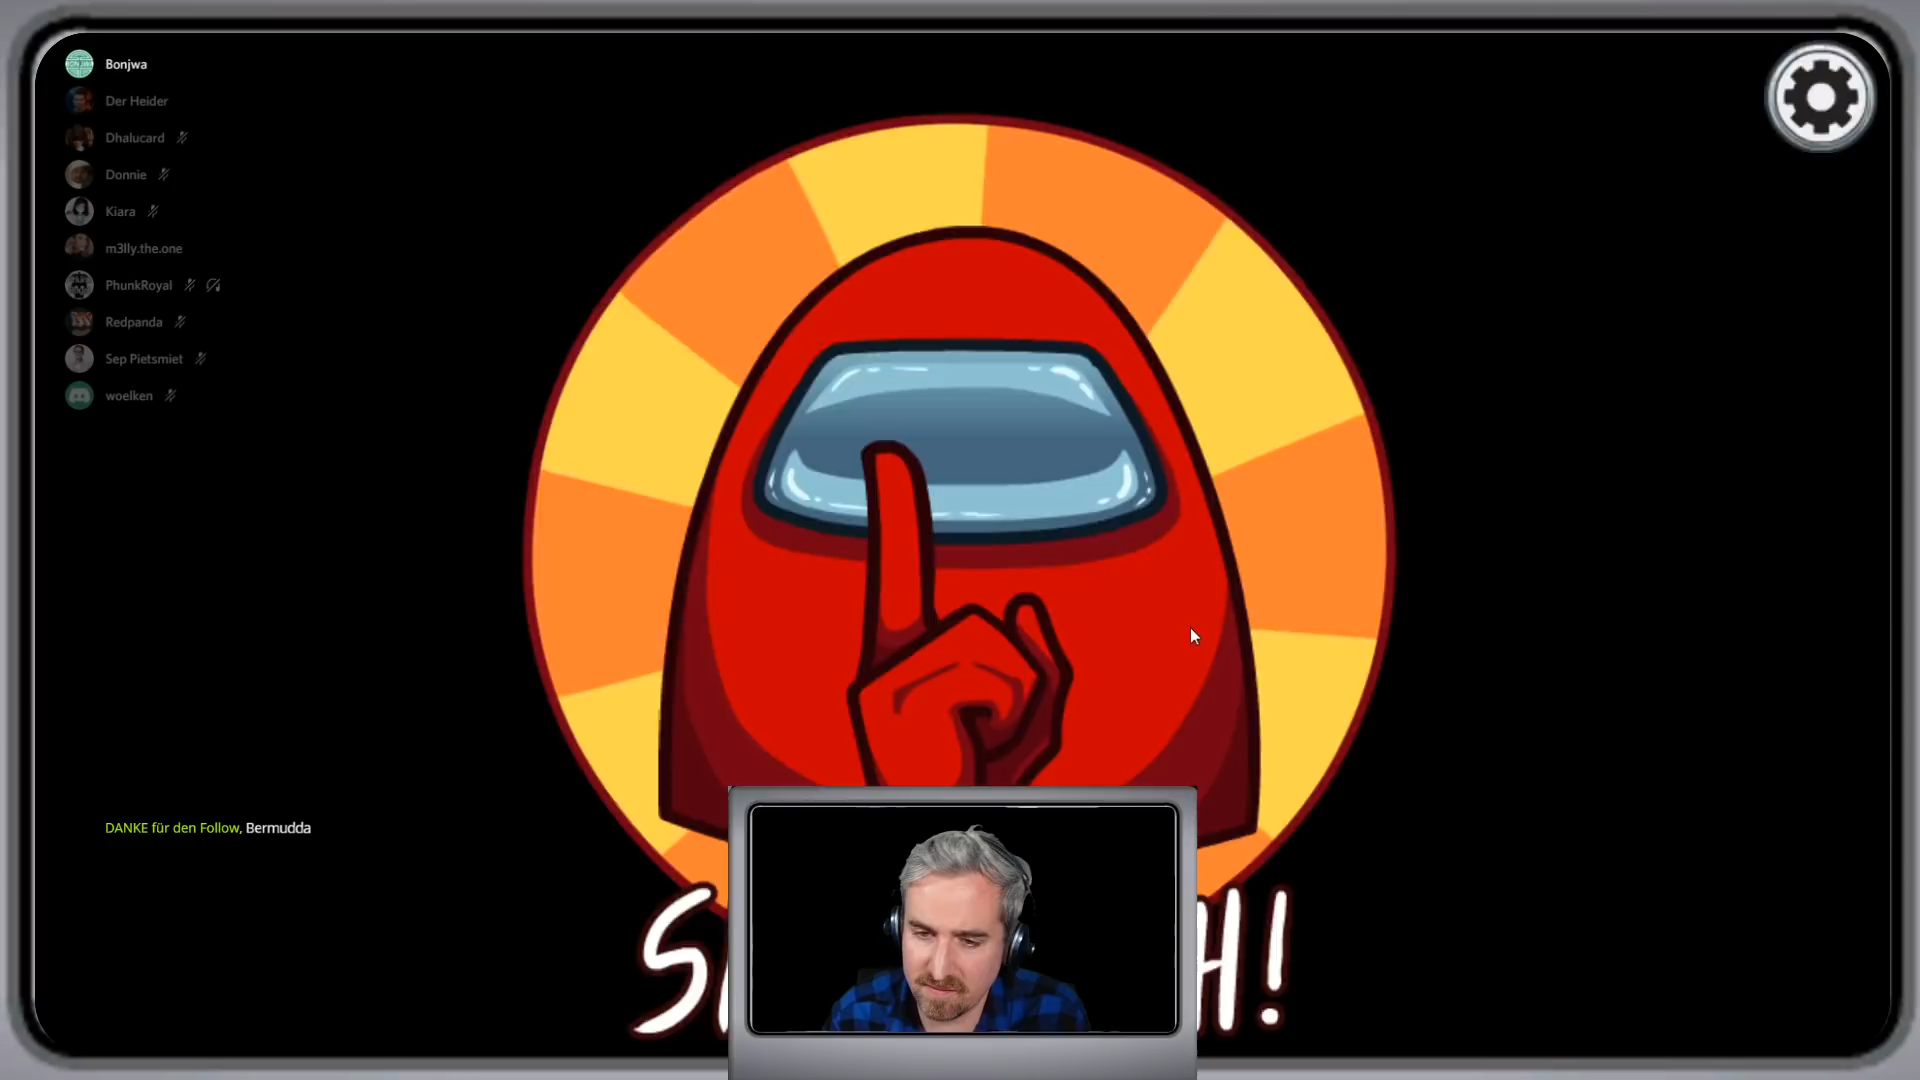 Bonjwa
Der Heider
Dhalucard
Donnie
Kiara
m3lly.the.one
PhunkRoyal
Redpanda
Sep Pietsmiet
woelken
DANKE für den Follow, Bermudda